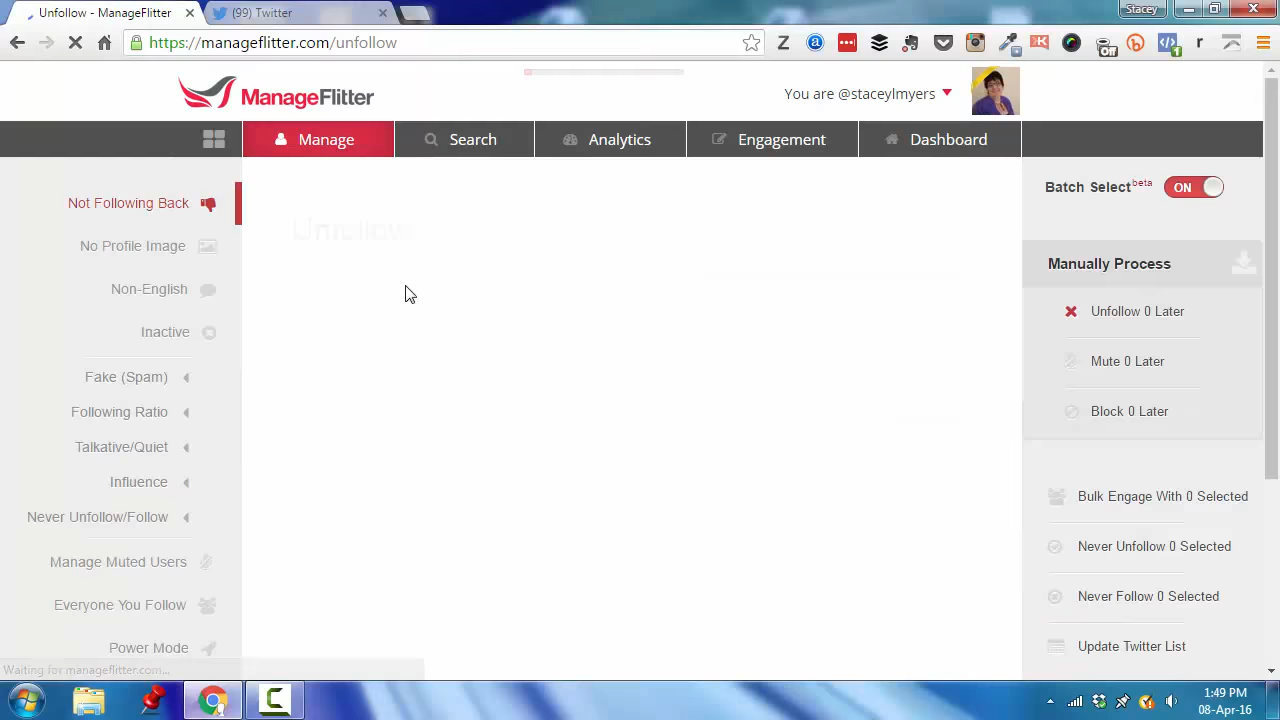 Unfollow - ManageFlitter
(99) Twitter
Stacey
https://manageflitter.com/unfollow
Off
1
ManageFlitter
You are @staceylmyers
Manage
Search
Analytics
Engagement
Dashboard
Not Following Back
No Profile Image
Non-English
Inactive
Fake (Spam)
Following Ratio
Talkative/Quiet
Influence
Never Unfollow/Follow
Manage Muted Users
Everyone You Follow
Power Mode
Unfollow
Batch Select beta
ON
Manually Process
Unfollow 0 Later
Mute 0 Later
Block 0 Later
Bulk Engage With 0 Selected
Never Unfollow 0 Selected
Never Follow 0 Selected
Update Twitter List
Waiting for manageflitter.com...
1:49 PM
08-Apr-16